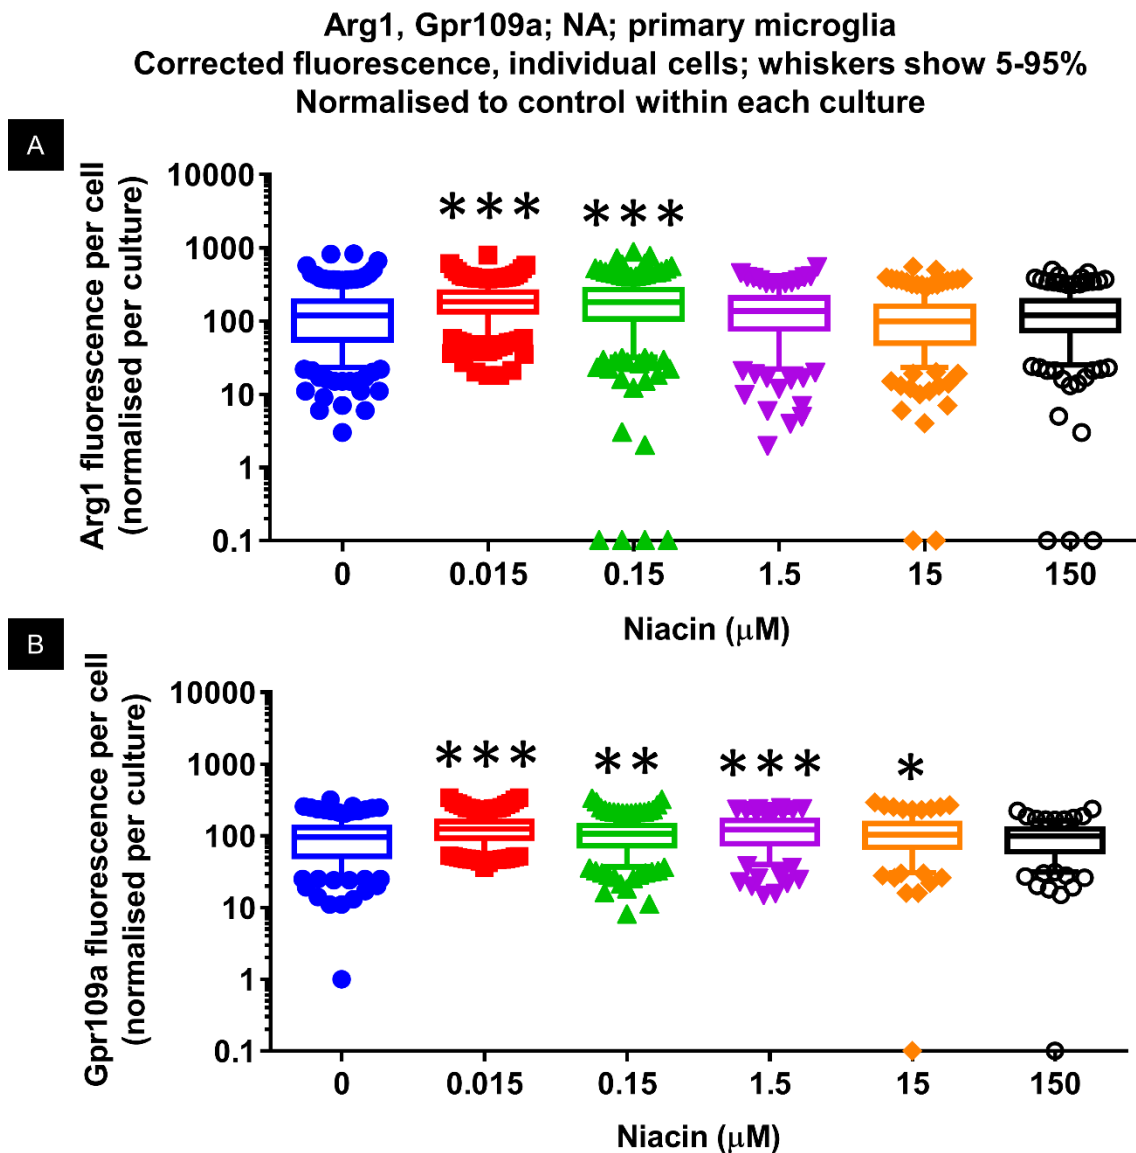 Arg1, Gpr109a; NA; primary microglia
Corrected fluorescence, individual cells; whiskers show 5-95%
Normalised to control within each culture
A
Arg1 fluorescence per cell
(normalised per culture)
10000
1000
100
10
1
0.1
***
***
0
0.015
0.15
1.5
15
150
Niacin (μM)
B
Gpr109a fluorescence per cell
(normalised per culture)
10000
1000
100
10
1
0.1
***
**
***
*
0
0.015
0.15
1.5
15
150
Niacin (μM)